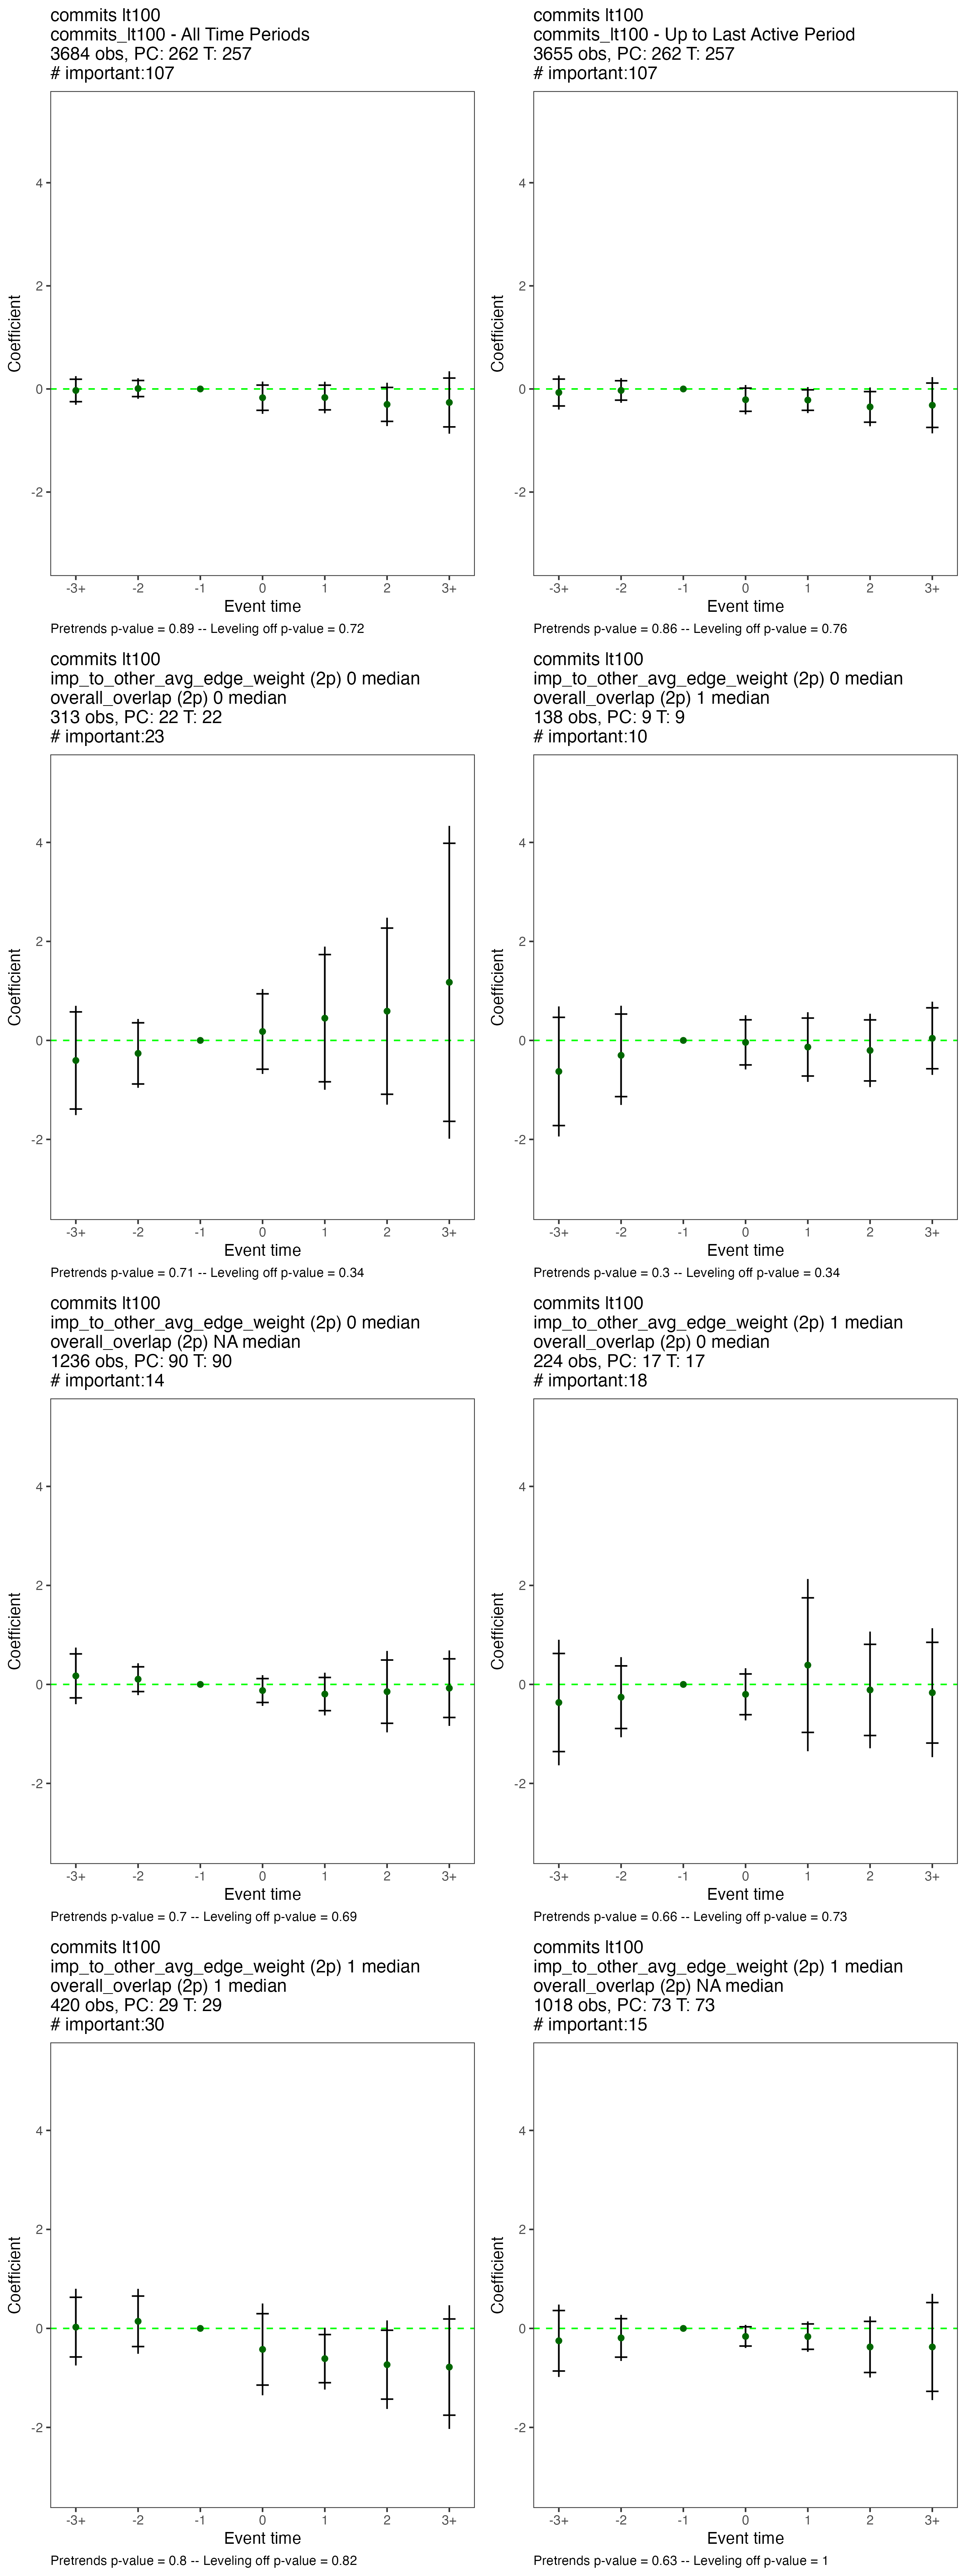 commits lt100
commits_lt100 - All Time Periods
3684 obs, PC: 262 T: 257
# important:107
4
2
0
-2
Coefficient
-3+ -2 -1 0 1 2 3+
Event time
Pretrends p-value = 0.89 -- Leveling off p-value = 0.72
commits lt100
commits_lt100 - Up to Last Active Period
3655 obs, PC: 262 T: 257
# important:107
4
2
0
-2
Coefficient
-3+ -2 -1 0 1 2 3+
Event time
Pretrends p-value = 0.86 -- Leveling off p-value = 0.76
commits lt100
imp_to_other_avg_edge_weight (2p) 0 median
overall_overlap (2p) 0 median
313 obs, PC: 22 T: 22
# important:23
4
2
0
-2
Coefficient
-3+ -2 -1 0 1 2 3+
Event time
Pretrends p-value = 0.71 -- Leveling off p-value = 0.34
commits lt100
imp_to_other_avg_edge_weight (2p) 0 median
overall_overlap (2p) 1 median
138 obs, PC: 9 T: 9
# important:10
4
2
0
-2
Coefficient
-3+ -2 -1 0 1 2 3+
Event time
Pretrends p-value = 0.3 -- Leveling off p-value = 0.34
commits lt100
imp_to_other_avg_edge_weight (2p) 0 median
overall_overlap (2p) NA median
1236 obs, PC: 90 T: 90
# important:14
4
2
0
-2
Coefficient
-3+ -2 -1 0 1 2 3+
Event time
Pretrends p-value = 0.7 -- Leveling off p-value = 0.69
commits lt100
imp_to_other_avg_edge_weight (2p) 1 median
overall_overlap (2p) 0 median
224 obs, PC: 17 T: 17
# important:18
4
2
0
-2
Coefficient
-3+ -2 -1 0 1 2 3+
Event time
Pretrends p-value = 0.66 -- Leveling off p-value = 0.73
commits lt100
imp_to_other_avg_edge_weight (2p) 1 median
overall_overlap (2p) 1 median
420 obs, PC: 29 T: 29
# important:30
4
2
0
-2
Coefficient
-3+ -2 -1 0 1 2 3+
Event time
Pretrends p-value = 0.8 -- Leveling off p-value = 0.82
commits lt100
imp_to_other_avg_edge_weight (2p) 1 median
overall_overlap (2p) NA median
1018 obs, PC: 73 T: 73
# important:15
4
2
0
-2
Coefficient
-3+ -2 -1 0 1 2 3+
Event time
Pretrends p-value = 0.63 -- Leveling off p-value = 1